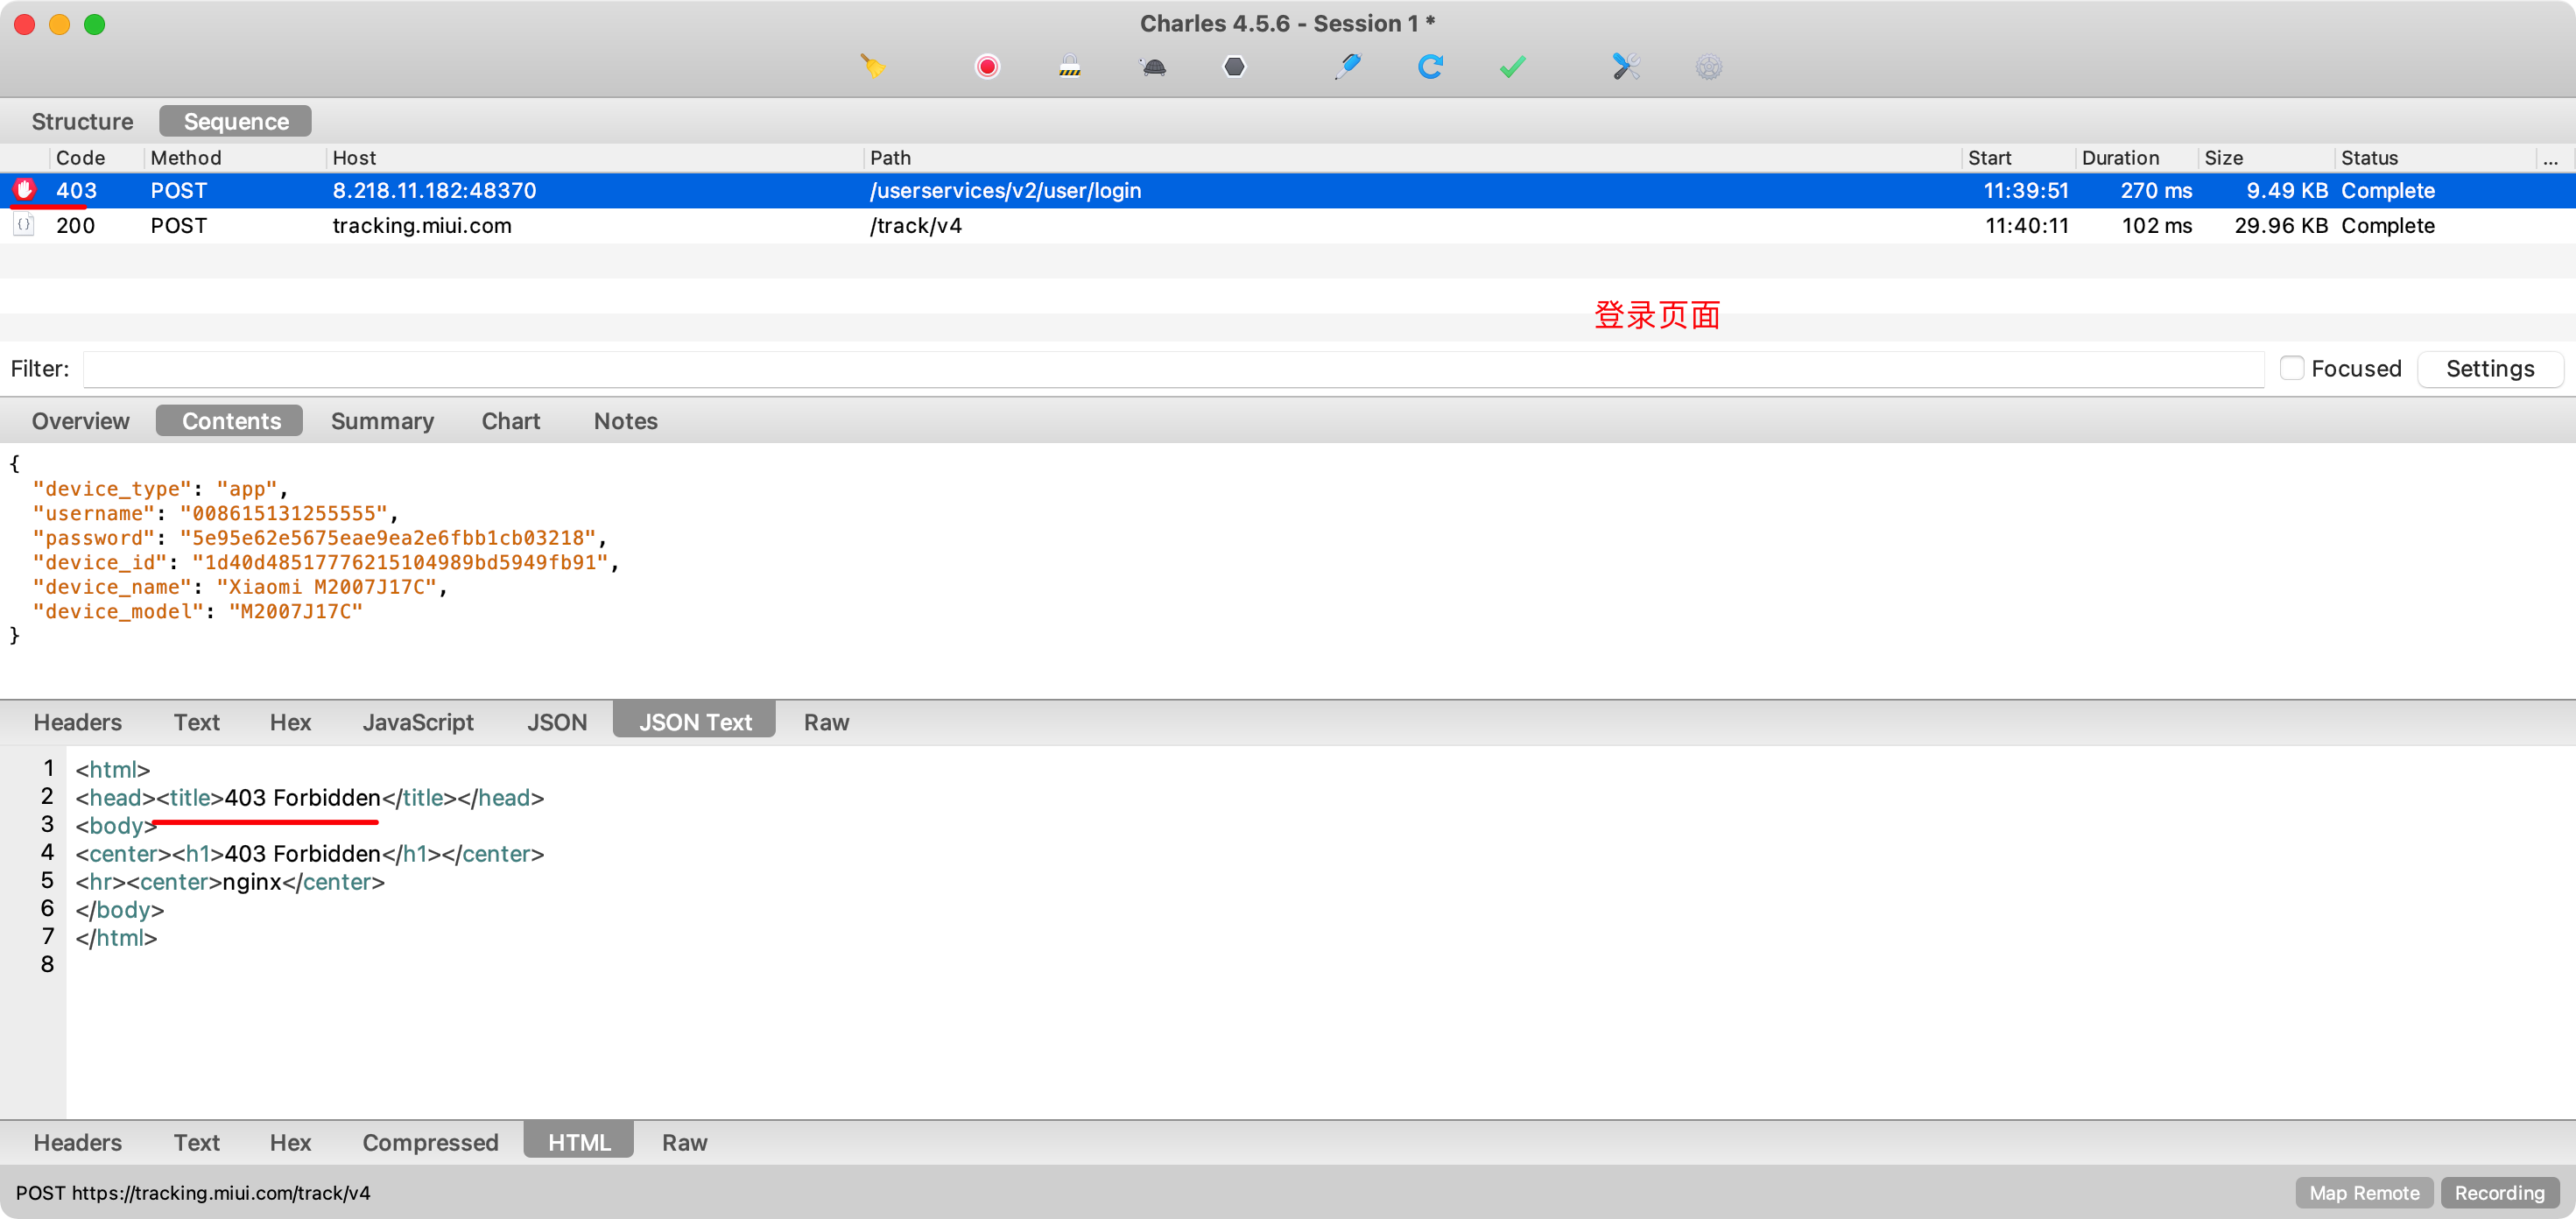 Charles 4.5.6 - Session 1 *
Structure Sequence
Code Method Host Path Start Duration Size Status ...
403 POST 8.218.11.182:48370 /userservices/v2/user/login 11:39:51 270 ms 9.49 KB Complete
200 POST tracking.miui.com /track/v4 11:40:11 102 ms 29.96 KB Complete
登录页面
Filter: Focused Settings
Overview Contents Summary Chart Notes
{
"device_type": "app",
"username": "008615131255555",
"password": "5e95e62e5675eae9ea2e6fbb1cb03218",
"device_id": "1d40d48517776215104989bd5949fb91",
"device_name": "Xiaomi M2007J17C",
"device_model": "M2007J17C"
}
Headers Text Hex JavaScript JSON JSON Text Raw
1 <html>
2 <head><title>403 Forbidden</title></head>
3 <body>
4 <center><h1>403 Forbidden</h1></center>
5 <hr><center>nginx</center>
6 </body>
7 </html>
8
Headers Text Hex Compressed HTML Raw
POST https://tracking.miui.com/track/v4 Map Remote Recording